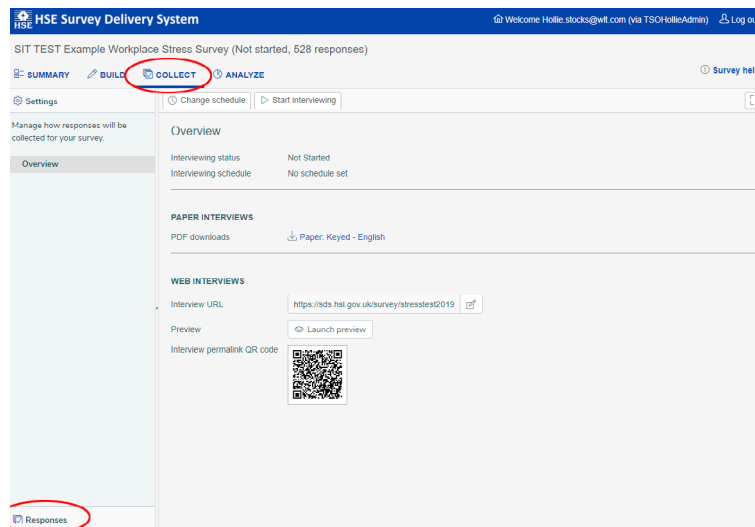 HSE HSE Survey Delivery System
Welcome Hollie.stocks@wlt.com (via TSOHollieAdmin) Log ou
SIT TEST Example Workplace Stress Survey (Not started, 528 responses)
SUMMARY BUILD COLLECT ANALYZE
Survey hel
Settings
Change schedule Start interviewing
Manage how responses will be
collected for your survey.
Overview
Overview
Interviewing status Not Started
Interviewing schedule No schedule set
PAPER INTERVIEWS
PDF downloads Paper: Keyed - English
WEB INTERVIEWS
Interview URL https://sds.hsl.gov.uk/survey/stresstest2019
Preview Launch preview
Interview permalink QR code
Responses